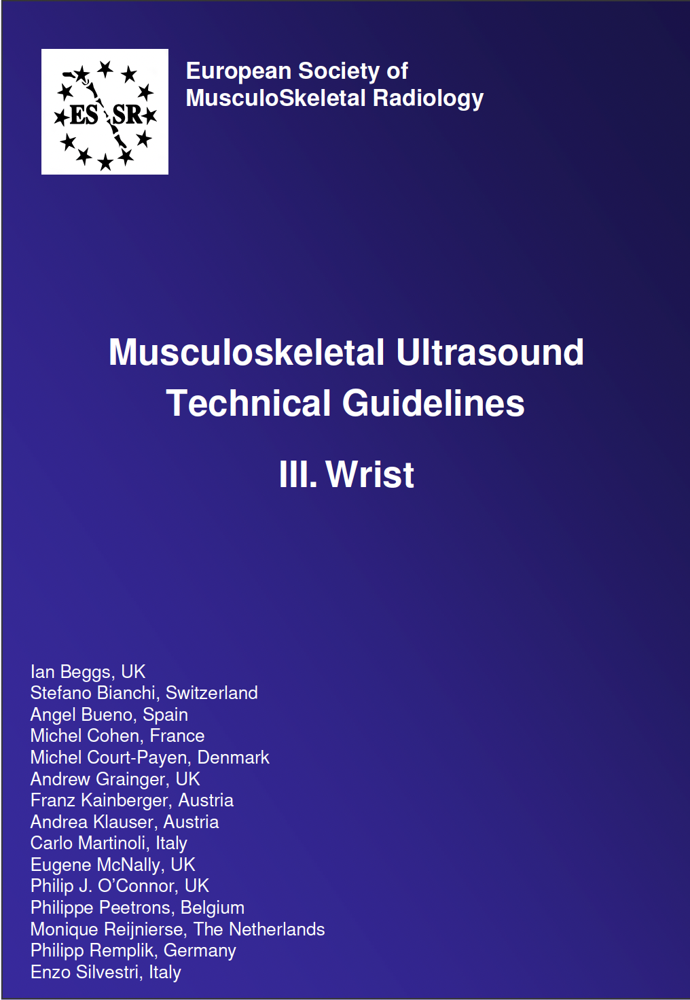 ES SR
European Society of
MusculoSkeletal Radiology
Musculoskeletal Ultrasound
Technical Guidelines
III. Wrist
Ian Beggs, UK
Stefano Bianchi, Switzerland
Angel Bueno, Spain
Michel Cohen, France
Michel Court-Payen, Denmark
Andrew Grainger, UK
Franz Kainberger, Austria
Andrea Klauser, Austria
Carlo Martinoli, Italy
Eugene McNally, UK
Philip J. O’Connor, UK
Philippe Peetrons, Belgium
Monique Reijnierse, The Netherlands
Philipp Remplik, Germany
Enzo Silvestri, Italy